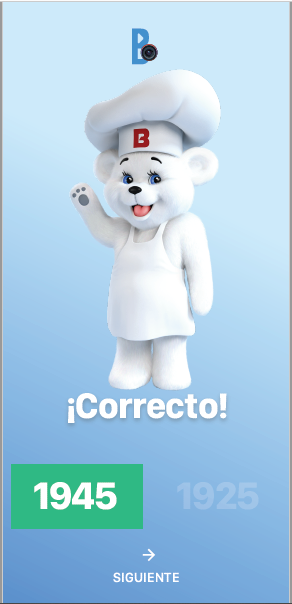 B
B
¡Correcto!
1945
1925
SIGUIENTE